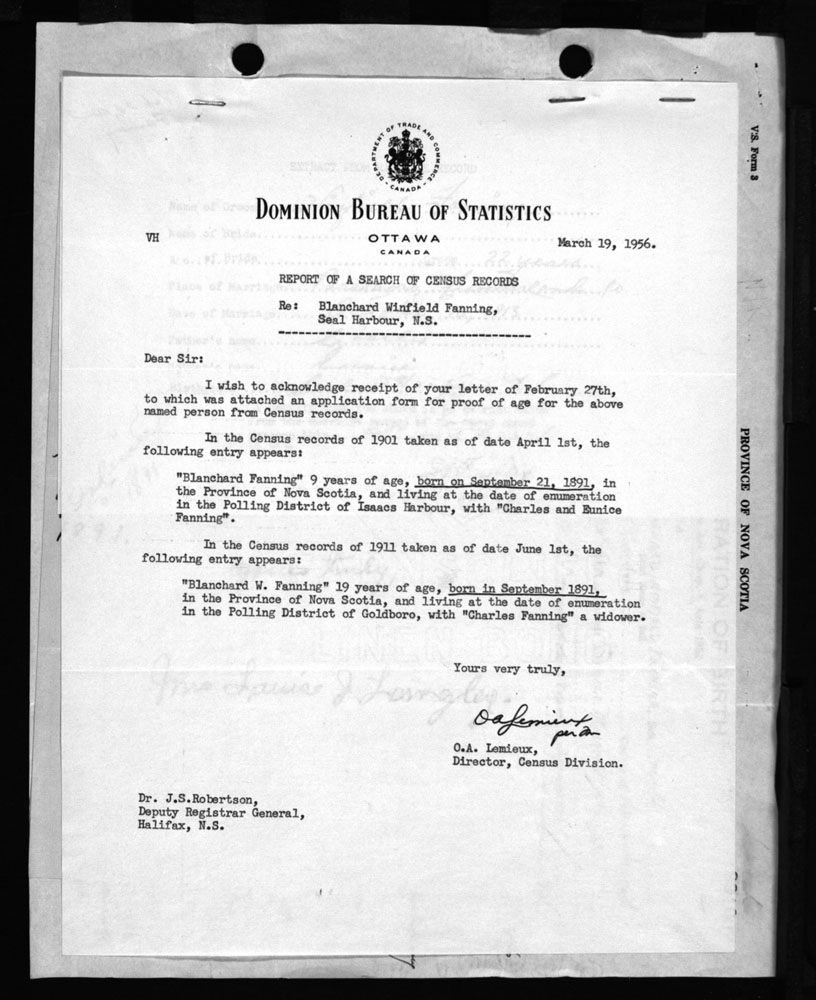 DEPARTMENT OF TRADE AND COMMERCE
CANADA
DOMINION BUREAU OF STATISTICS
VH
OTTAWA
CANADA
March 19, 1956.
REPORT OF A SEARCH OF CENSUS RECORDS
Re: Blanchard Winfield Fanning,
Seal Harbour, N.S.
Dear Sir:
I wish to acknowledge receipt of your letter of February 27th,
to which was attached an application form for proof of age for the above
named person from Census records.
In the Census records of 1901 taken as of date April 1st, the
following entry appears:
"Blanchard Fanning" 9 years of age, born on September 21, 1891, in
the Province of Nova Scotia, and living at the date of enumeration
in the Polling District of Isaacs Harbour, with "Charles and Eunice
Fanning".
In the Census records of 1911 taken as of date June 1st, the
following entry appears:
"Blanchard W. Fanning" 19 years of age, born in September 1891,
in the Province of Nova Scotia, and living at the date of enumeration
in the Polling District of Goldboro, with "Charles Fanning" a widower.
Yours very truly,
OALemieux
per
O.A. Lemieux,
Director, Census Division.
Dr. J.S.Robertson,
Deputy Registrar General,
Halifax, N.S.
V.S. Form 3
PROVINCE OF NOVA SCOTIA